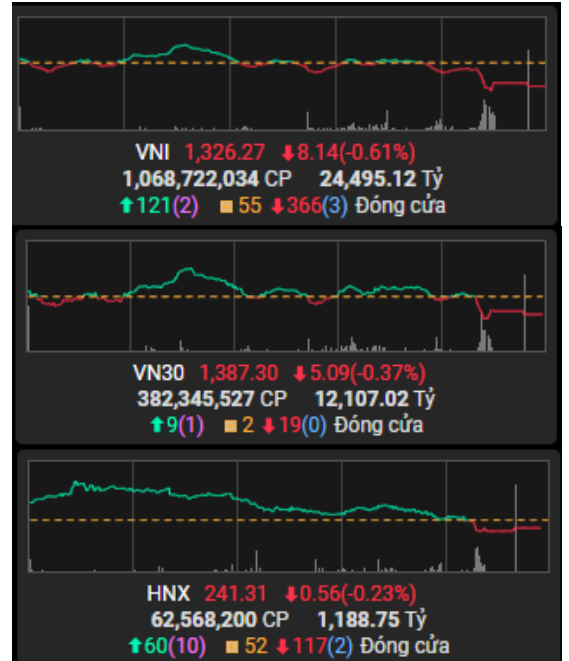 VNI 1,326.27 ⬇8.14(-0.61%)
1,068,722,034 CP 24,495.12 Tỷ
⬆121(2) ■ 55 ⬇366(3) Đóng cửa
VN30 1,387.30 ⬇5.09(-0.37%)
382,345,527 CP 12,107.02 Tỷ
⬆9(1) ■ 2 ⬇19(0) Đóng cửa
HNX 241.31 ⬇0.56(-0.23%)
62,568,200 CP 1,188.75 Tỷ
⬆60(10) ■ 52 ⬇117(2) Đóng cửa